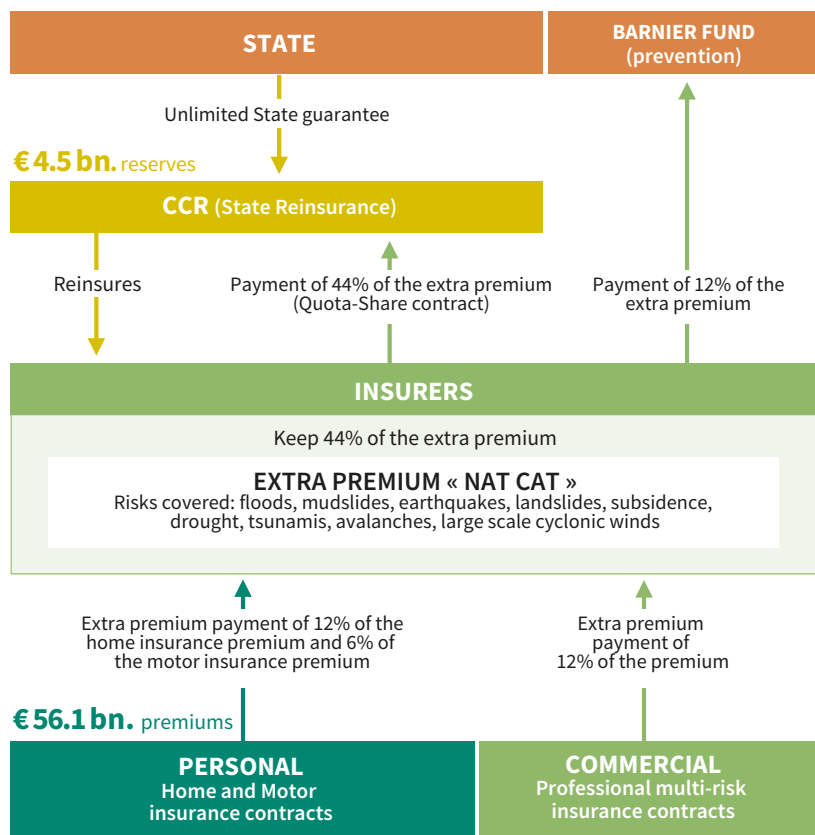 STATE
BARNIER FUND
(prevention)
Unlimited State guarantee
€ 4.5 bn. reserves
CCR (State Reinsurance)
Reinsures
Payment of 44% of the extra premium
(Quota-Share contract)
Payment of 12% of the
extra premium
INSURERS
Keep 44% of the extra premium
EXTRA PREMIUM « NAT CAT »
Risks covered: floods, mudslides, earthquakes, landslides, subsidence,
drought, tsunamis, avalanches, large scale cyclonic winds
Extra premium payment of 12% of the
home insurance premium and 6% of
the motor insurance premium
Extra premium
payment of
12% of the premium
€ 56.1 bn. premiums
PERSONAL
Home and Motor
insurance contracts
COMMERCIAL
Professional multi-risk
insurance contracts